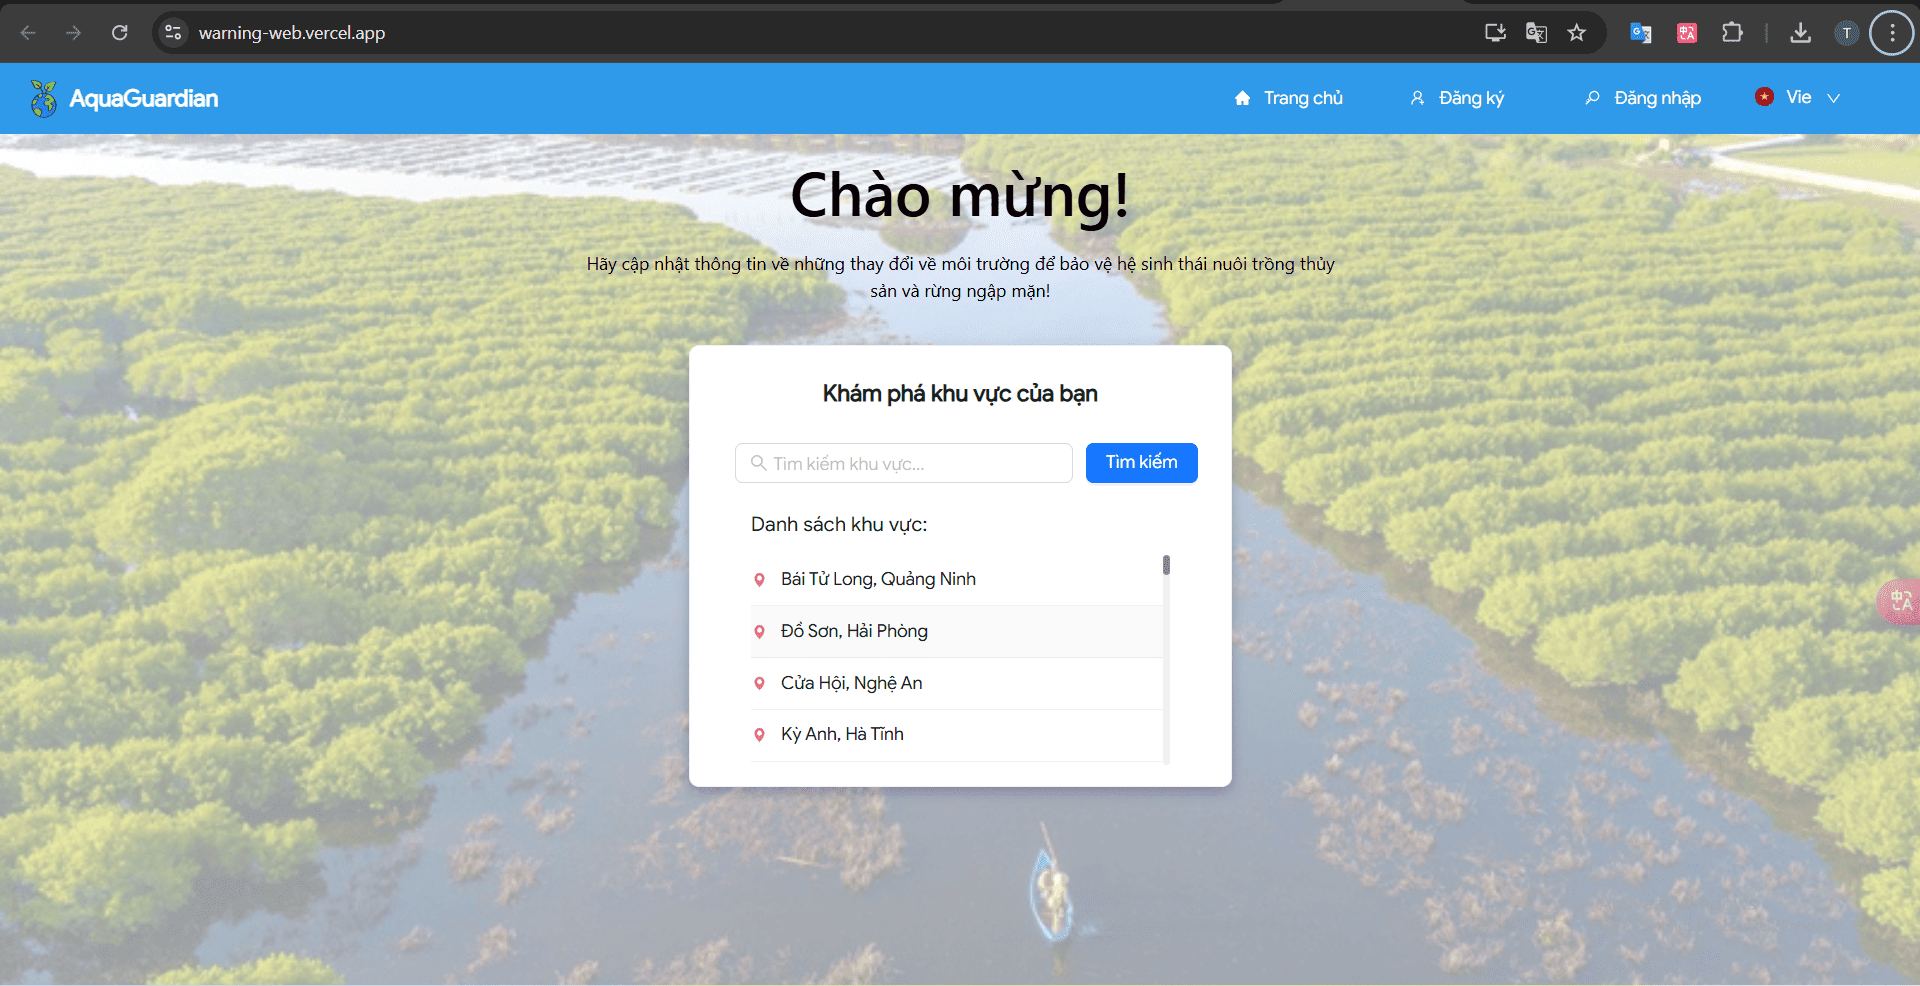 warning-web.vercel.app
T
AquaGuardian
Trang chủ
Đăng ký
Đăng nhập
Vie
Chào mừng!
Hãy cập nhật thông tin về những thay đổi về môi trường để bảo vệ hệ sinh thái nuôi trồng thủy
sản và rừng ngập mặn!
Khám phá khu vực của bạn
Tìm kiếm khu vực...
Tìm kiếm
Danh sách khu vực:
Bái Tử Long, Quảng Ninh
Đồ Sơn, Hải Phòng
Cửa Hội, Nghệ An
Kỳ Anh, Hà Tĩnh
中
A